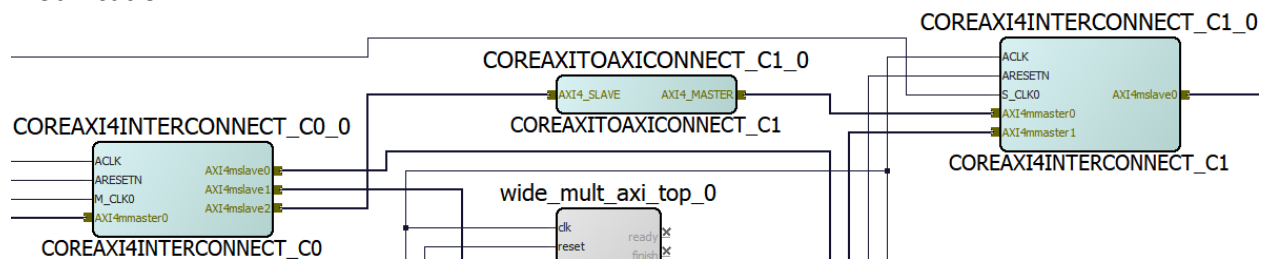 COREAXI4INTERCONNECT_C1_0
COREAXITOAXICONNECT_C1_0
ACLK
ARESETN
S_CLK0
AXI4mmaster0
AXI4mmaster1
AXI4mslave0
AXI4_SLAVE
AXI4_MASTER
COREAXITOAXICONNECT_C1
COREAXI4INTERCONNECT_C1
COREAXI4INTERCONNECT_C0_0
ACLK
ARESETN
M_CLK0
AXI4mmaster0
AXI4mslave0
AXI4mslave1
AXI4mslave2
COREAXI4INTERCONNECT_C0
wide_mult_axi_top_0
clk
reset
ready
finish